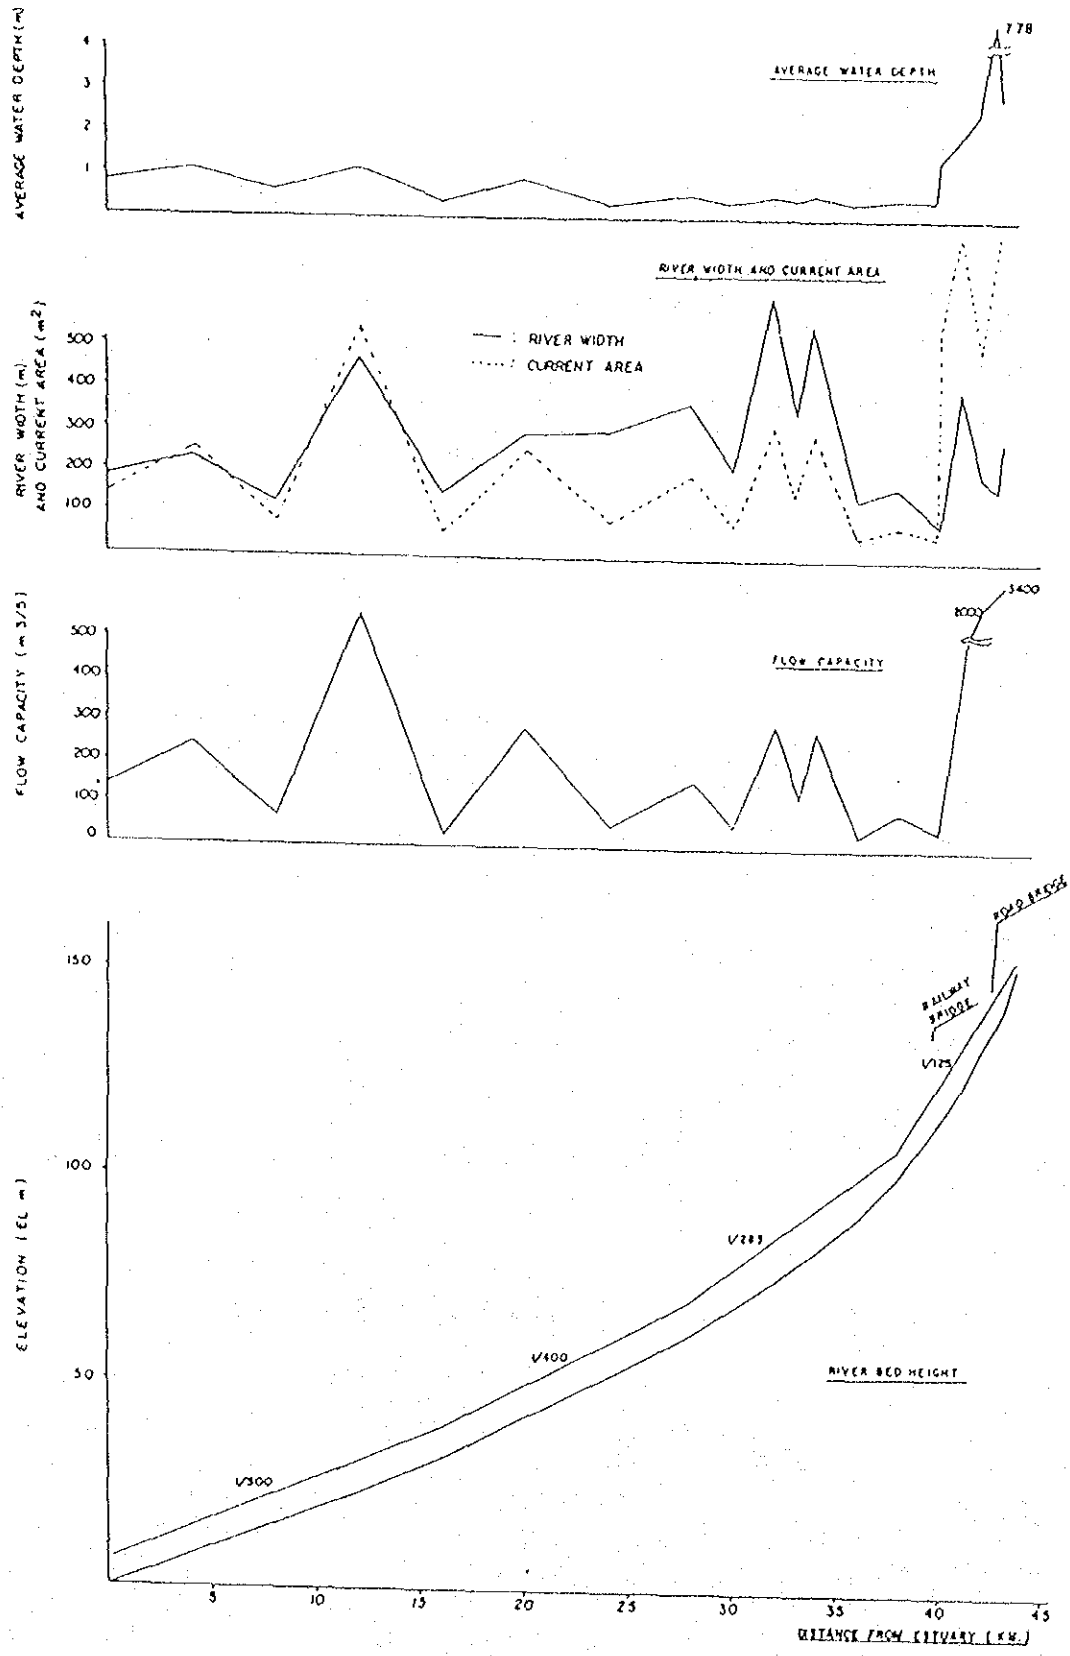 AVERAGE WATER DEPTH (m)
4
3
2
1
7.78
AVERAGE WATER DEPTH
RIVER WIDTH (m)
AND CURRENT AREA (m²)
500
400
300
200
100
RIVER WIDTH AND CURRENT AREA
—— : RIVER WIDTH
------ : CURRENT AREA
FLOW CAPACITY (m3/S)
500
400
300
200
100
0
2000
3400
FLOW CAPACITY
ELEVATION (EL m)
150
100
50
ROAD BRIDGE
RAILWAY
BRIDGE
1/125
1/285
1/400
1/500
RIVER BED HEIGHT
5
10
15
20
25
30
35
40
45
DISTANCE FROM ESTUARY (KM.)